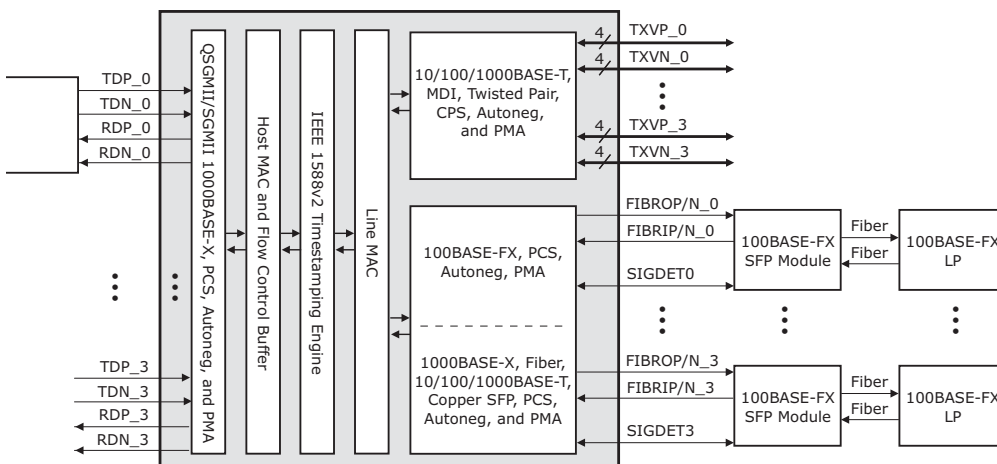 TDP_0
TDN_0
RDP_0
RDN_0
TDP_3
TDN_3
RDP_3
RDN_3
QSGMII/SGMII 1000BASE-X, PCS, Autoneg, and PMA
Host MAC and Flow Control Buffer
IEEE 1588v2 Timestamping Engine
Line MAC
10/100/1000BASE-T,
MDI, Twisted Pair,
CPS, Autoneg,
and PMA
100BASE-FX, PCS,
Autoneg, PMA
1000BASE-X, Fiber,
10/100/1000BASE-T,
Copper SFP, PCS,
Autoneg, and PMA
4
TXVP_0
4
TXVN_0
4
TXVP_3
4
TXVN_3
FIBROP/N_0
FIBRIP/N_0
SIGDET0
100BASE-FX
SFP Module
Fiber
Fiber
100BASE-FX
LP
FIBROP/N_3
FIBRIP/N_3
SIGDET3
100BASE-FX
SFP Module
Fiber
Fiber
100BASE-FX
LP